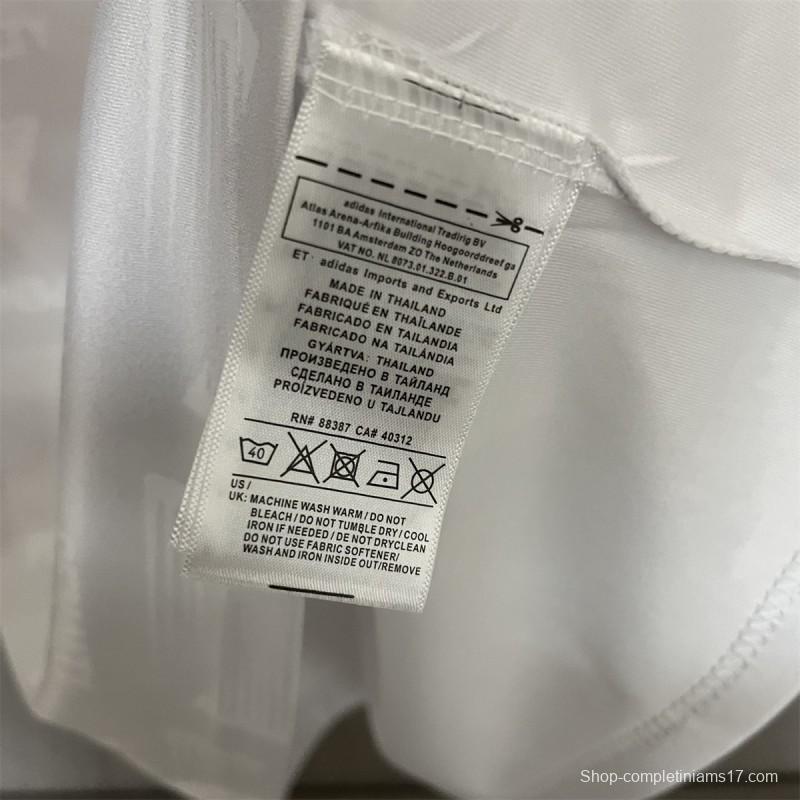 adidas International Tradirig BV
Atlas Arena-Arfika Building Hoogoorddreef ga
1101 BA Amsterdam ZO The Netherlands
VAT NO. NL 8073.01.322.B.01
ET· adidas Imports and Exports Ltd
MADE IN THAILAND
FABRIQUÉ EN THAÏLANDE
FABRICADO EN TAILANDIA
FABRICADO NA TAILÂNDIA
GYÁRTVA: THAILAND
ПРОИЗВЕДЕНО В ТАЙЛАНД
СДЕЛАНО В ТАИЛАНДЕ
PROÍZVEDENO U TAJLANDU
RN# 88387 CA# 40312
40
US /
UK: MACHINE WASH WARM / DO NOT
BLEACH / DO NOT TUMBLE DRY / COOL
IRON IF NEEDED / DE NOT DRYCLEAN
DO NOT USE FABRIC SOFTENER/
WASH AND IRON INSIDE OUT/REMOVE
Shop-completiniams17.com